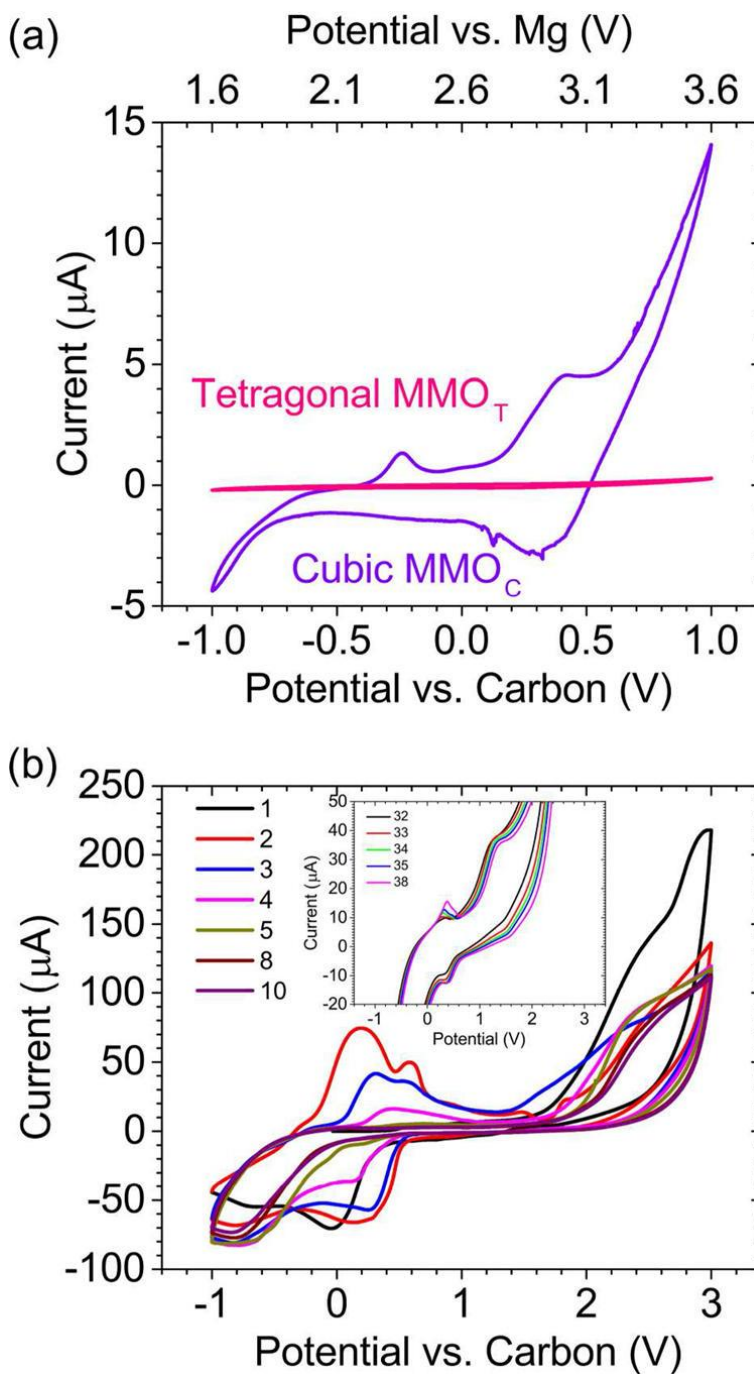 (a)
Potential vs. Mg (V)
1.6 2.1 2.6 3.1 3.6
15
10
5
0
-5
Current (μA)
Tetragonal MMO_T
Cubic MMO_C
-1.0 -0.5 0.0 0.5 1.0
Potential vs. Carbon (V)
(b)
250
200
150
100
50
0
-50
-100
Current (μA)
1
2
3
4
5
8
10
50
40
30
20
10
0
-10
-20
Current (μA)
32
33
34
35
38
-1 0 1 2 3
Potential (V)
-1 0 1 2 3
Potential vs. Carbon (V)